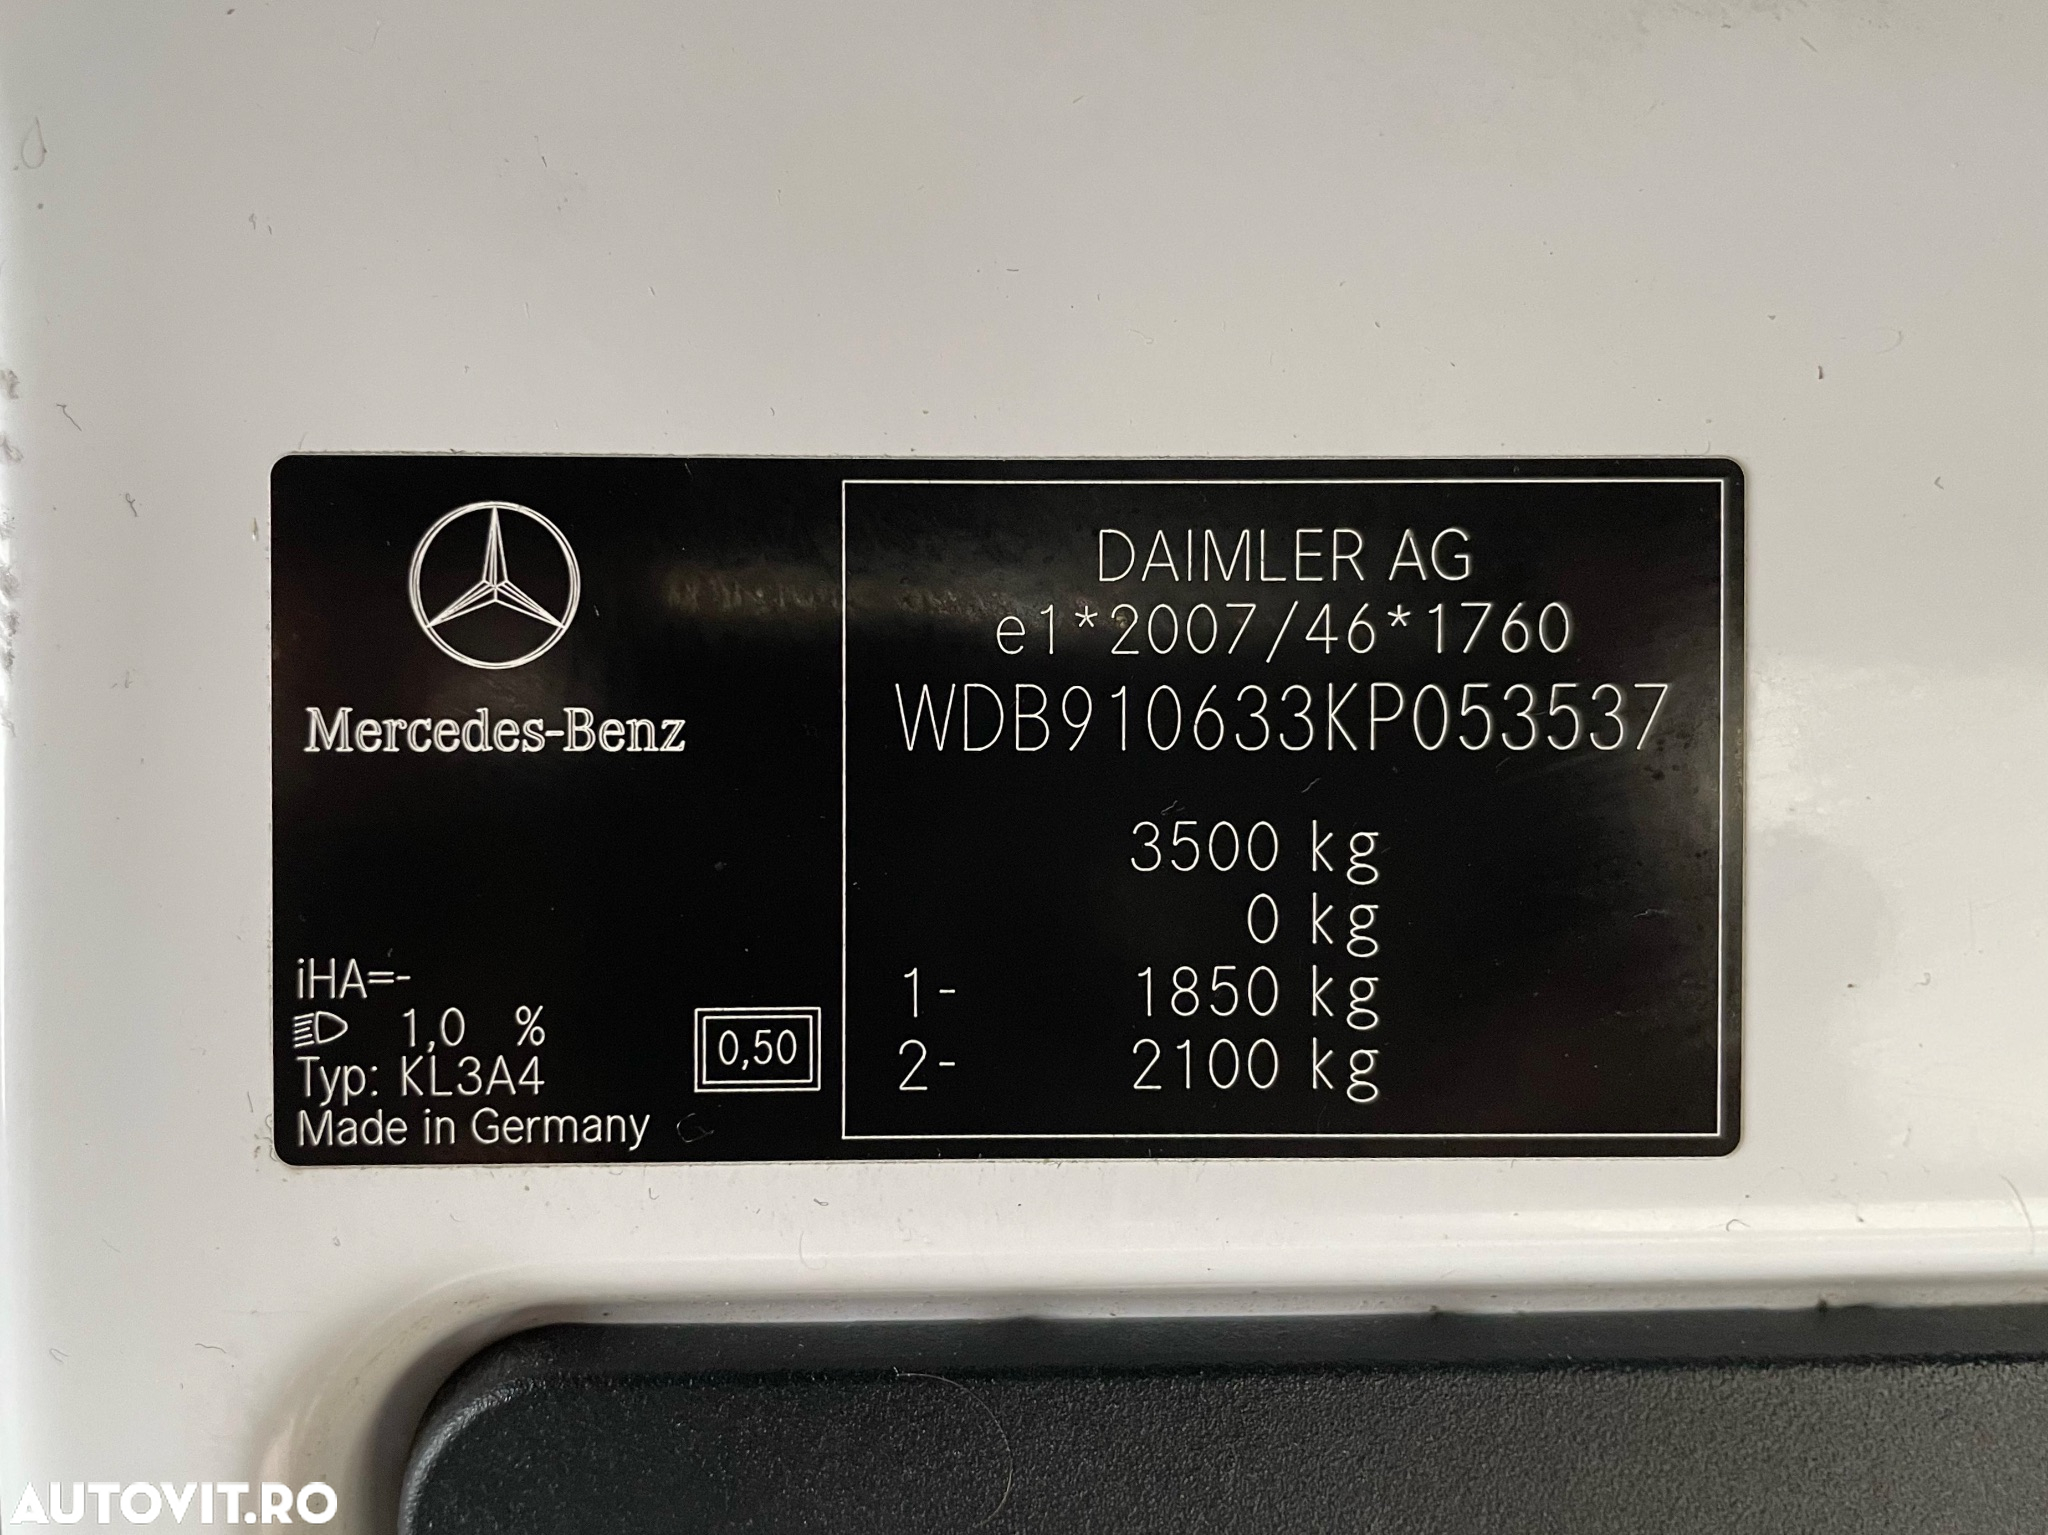 Mercedes-Benz
iHA=-
1,0 %
Typ: KL3A4
Made in Germany
0,50
DAIMLER AG
e1*2007/46*1760
WDB910633KP053537
3500 kg
0 kg
1- 1850 kg
2- 2100 kg
AUTOVIT.RO